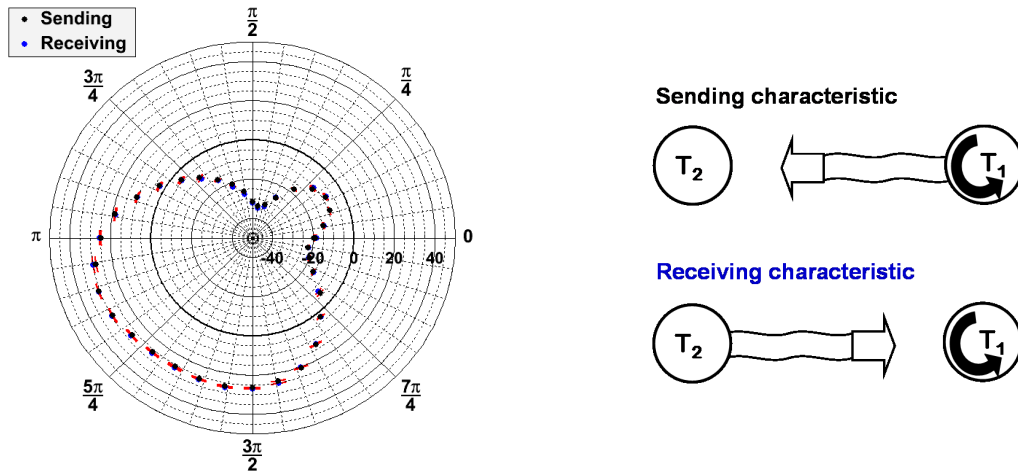 Sending
Receiving
π
2
3π
4
π
4
π
0
-40 -20 0 20 40
5π
4
7π
4
3π
2
Sending characteristic
T2 T1
Receiving characteristic
T2 T1